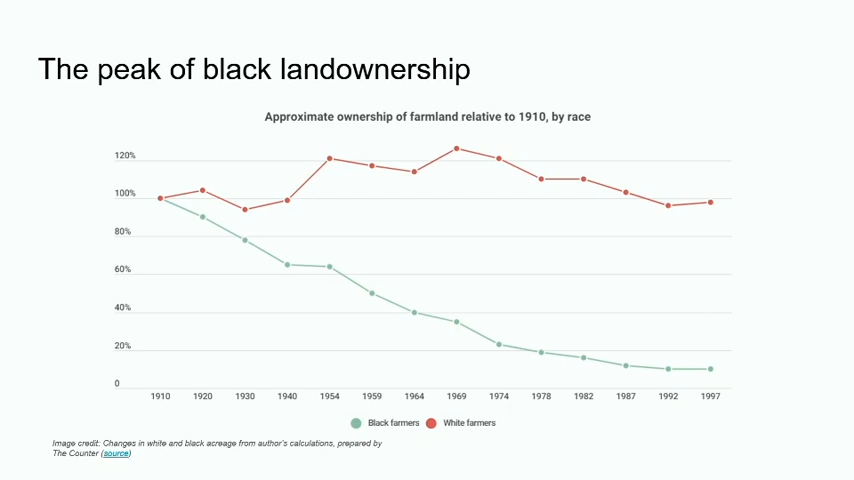 The peak of black landownership
Approximate ownership of farmland relative to 1910, by race
120%
100%
80%
60%
40%
20%
0
1910 1920 1930 1940 1954 1959 1964 1969 1974 1978 1982 1987 1992 1997
Black farmers White farmers
Image credit: Changes in white and black acreage from author's calculations, prepared by
The Counter (source)